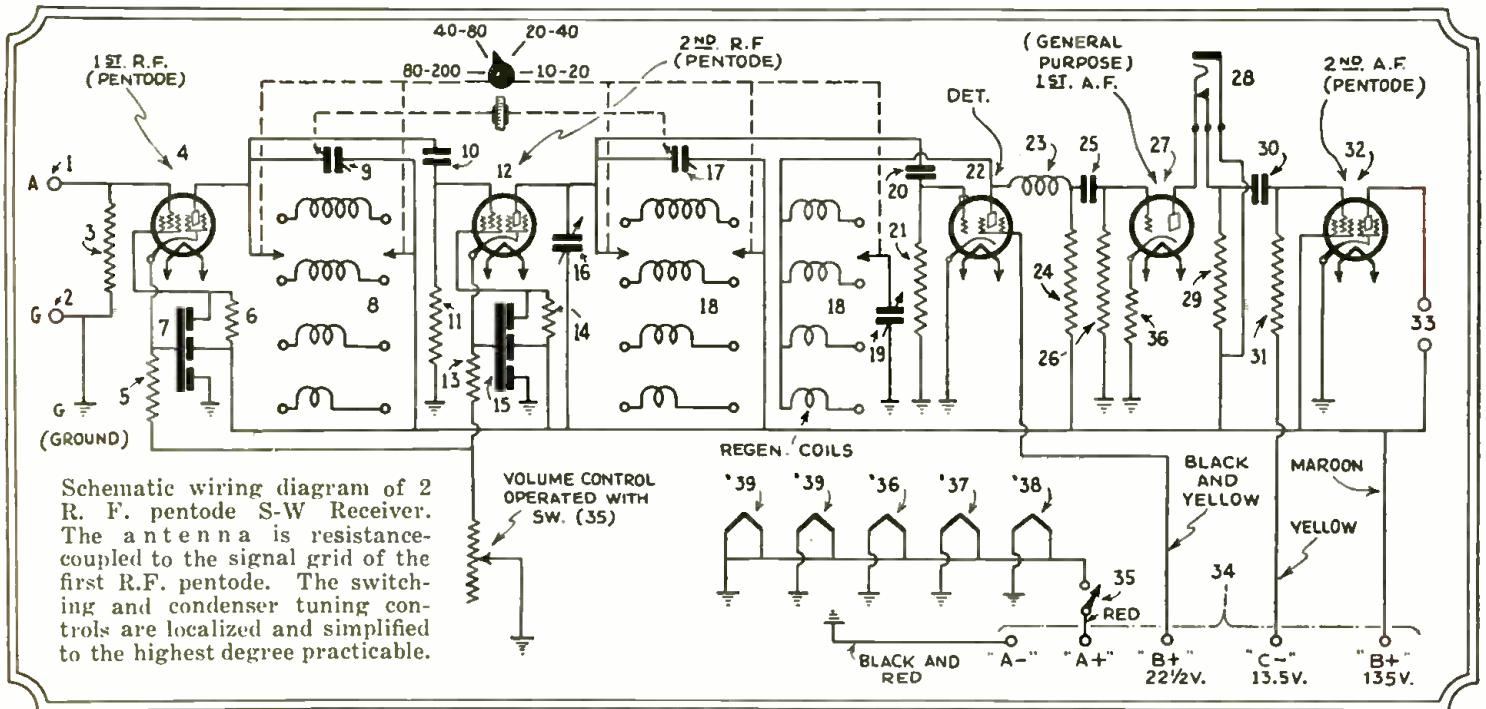 40-80
20-40
80-200
10-20
1ST. R.F.
(PENTODE)
2ND. R.F
(PENTODE)
(GENERAL
PURPOSE)
1ST. A.F.
2ND A.F.
(PENTODE)
DET.
A
1
G
2
3
4
5
6
7
G
(GROUND)
8
9
10
11
12
13
14
15
16
17
18
18
19
20
21
22
23
24
25
26
27
28
29
30
31
32
33
36
REGEN. COILS
VOLUME CONTROL
OPERATED WITH
SW. (35)
'39
'39
'36
'37
'38
BLACK
AND
YELLOW
MAROON
YELLOW
34
35
RED
BLACK AND
RED
"A-"
"A+"
"B+"
22½V.
"C-"
13.5V.
"B+"
135V.
Schematic wiring diagram of 2
R. F. pentode S-W Receiver.
The antenna is resistance-
coupled to the signal grid of the
first R.F. pentode. The switch-
ing and condenser tuning con-
trols are localized and simplified
to the highest degree practicable.